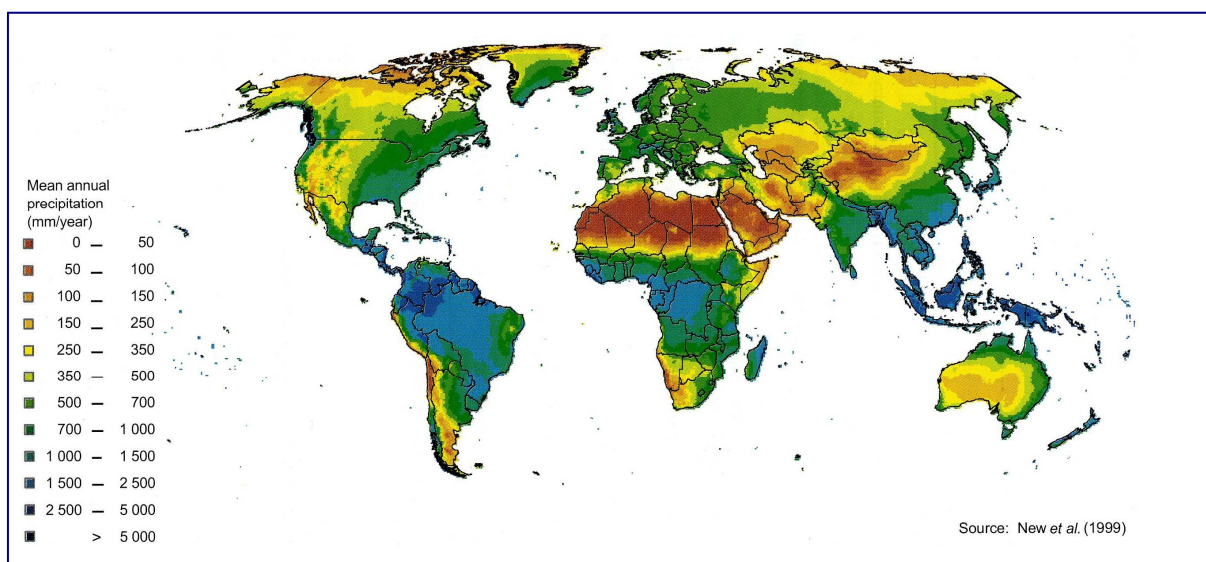 Mean annual
precipitation
(mm/year)
0 — 50
50 — 100
100 — 150
150 — 250
250 — 350
350 — 500
500 — 700
700 — 1 000
1 000 — 1 500
1 500 — 2 500
2 500 — 5 000
> 5 000
Source: New et al. (1999)